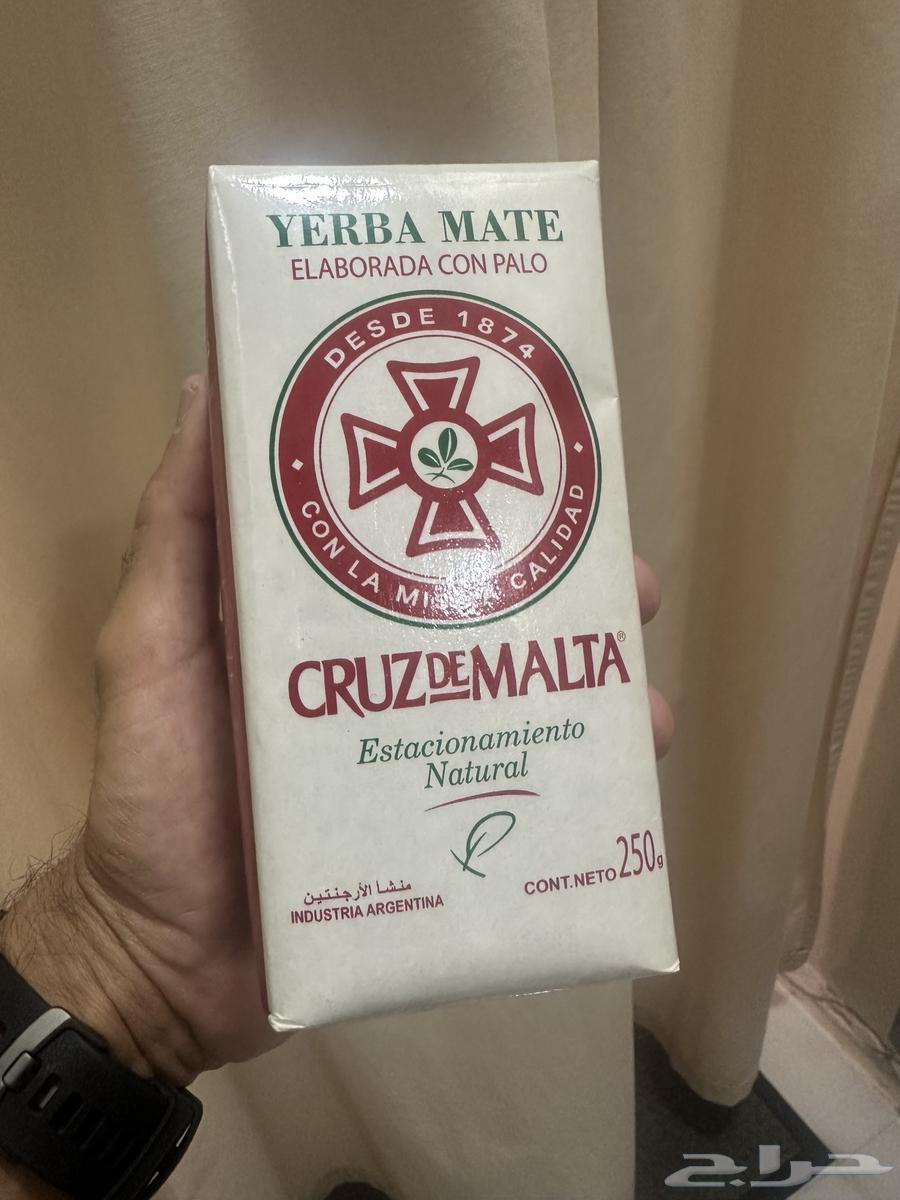 YERBA MATE
ELABORADA CON PALO
DESDE 1874
CON LA CALIDAD
CRUZ DE MALTA®
Estacionamiento
Natural
منشأ الأرجنتين
INDUSTRIA ARGENTINA
CONT.NETO 250g
حراج